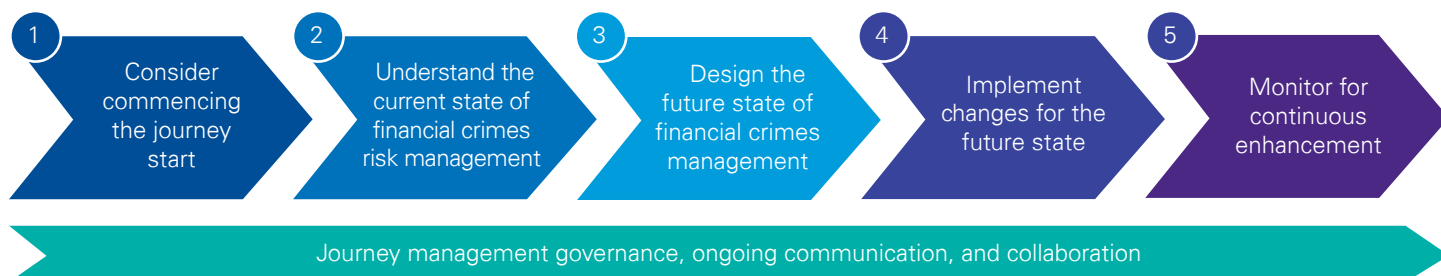 1
Consider
commencing
the journey
start
2
Understand the
current state of
financial crimes
risk management
3
Design the
future state of
financial crimes
management
4
Implement
changes for the
future state
5
Monitor for
continuous
enhancement
Journey management governance, ongoing communication, and collaboration